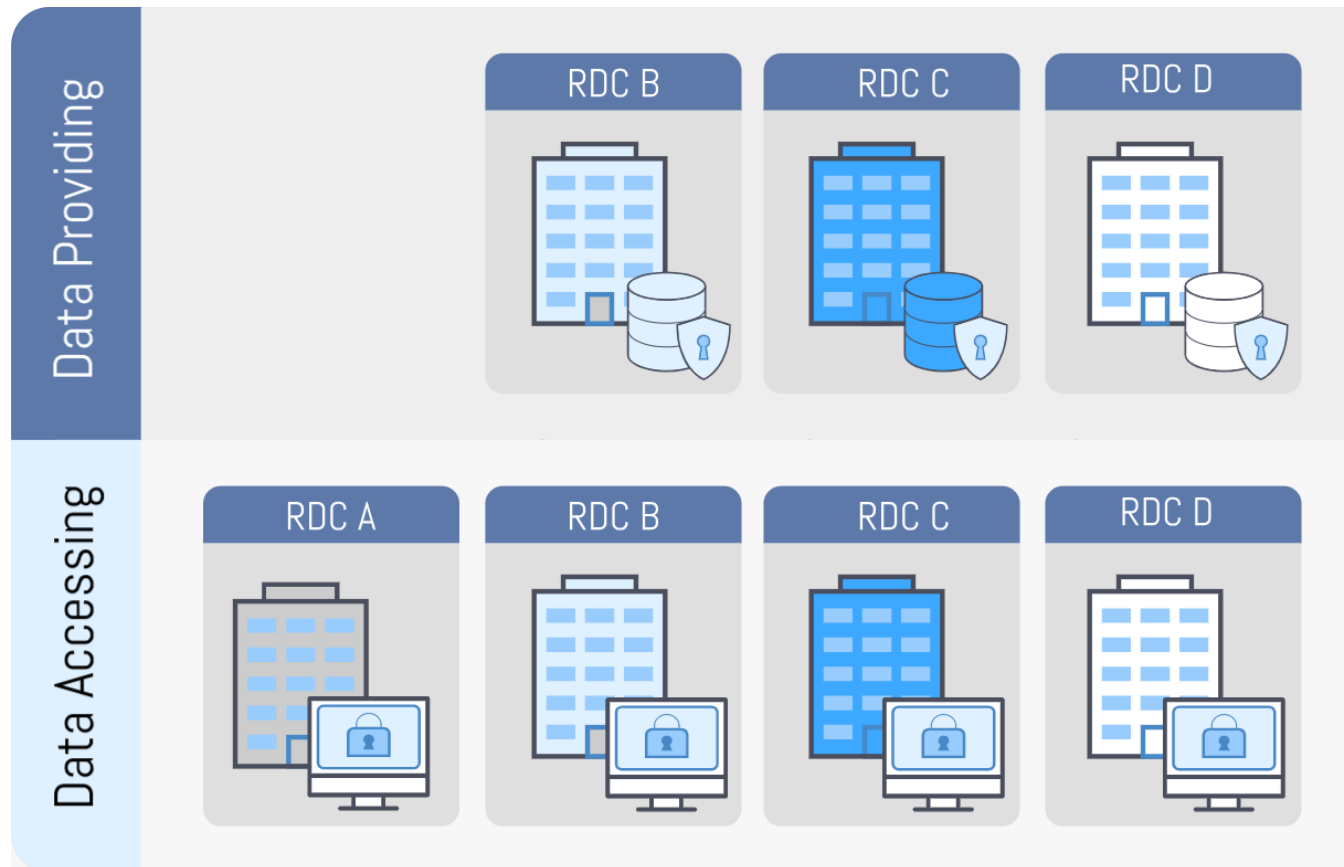 Data Providing
RDC B
RDC C
RDC D
Data Accessing
RDC A
RDC B
RDC C
RDC D